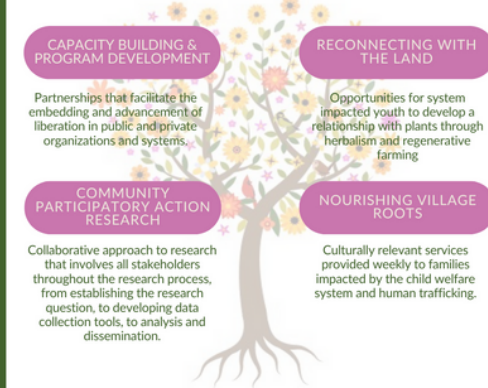 CAPACITY BUILDING &
PROGRAM DEVELOPMENT
Partnerships that facilitate the
embedding and advancement of
liberation in public and private
organizations and systems.
RECONNECTING WITH
THE LAND
Opportunities for system
impacted youth to develop a
relationship with plants through
herbalism and regenerative
farming
COMMUNITY
PARTICIPATORY ACTION
RESEARCH
Collaborative approach to research
that involves all stakeholders
throughout the research process,
from establishing the research
question, to developing data
collection tools, to analysis and
dissemination.
NOURISHING VILLAGE
ROOTS
Culturally relevant services
provided weekly to families
impacted by the child welfare
system and human trafficking.